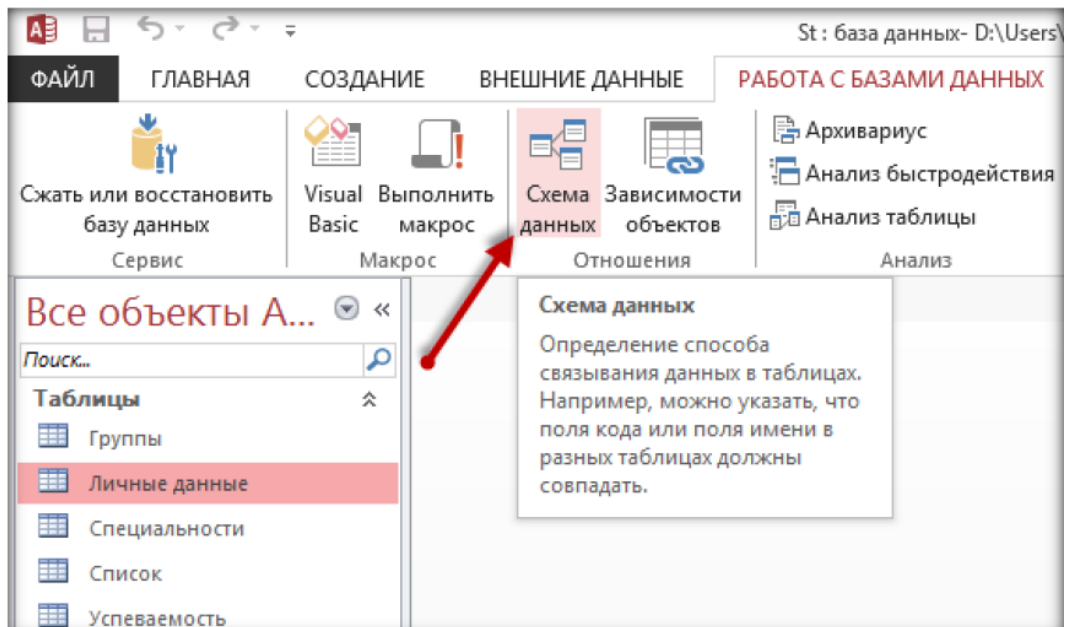 St : база данных- D:\Users\
ФАЙЛ ГЛАВНАЯ СОЗДАНИЕ ВНЕШНИЕ ДАННЫЕ РАБОТА С БАЗАМИ ДАННЫХ
Сжать или восстановить
базу данных
Сервис
Visual
Basic
Выполнить
макрос
Макрос
Схема
данных
Зависимости
объектов
Отношения
Архивариус
Анализ быстродействия
Анализ таблицы
Анализ
Все объекты A...
Поиск...
Таблицы
Группы
Личные данные
Специальности
Список
Успеваемость
Схема данных
Определение способа
связывания данных в таблицах.
Например, можно указать, что
поля кода или поля имени в
разных таблицах должны
совпадать.